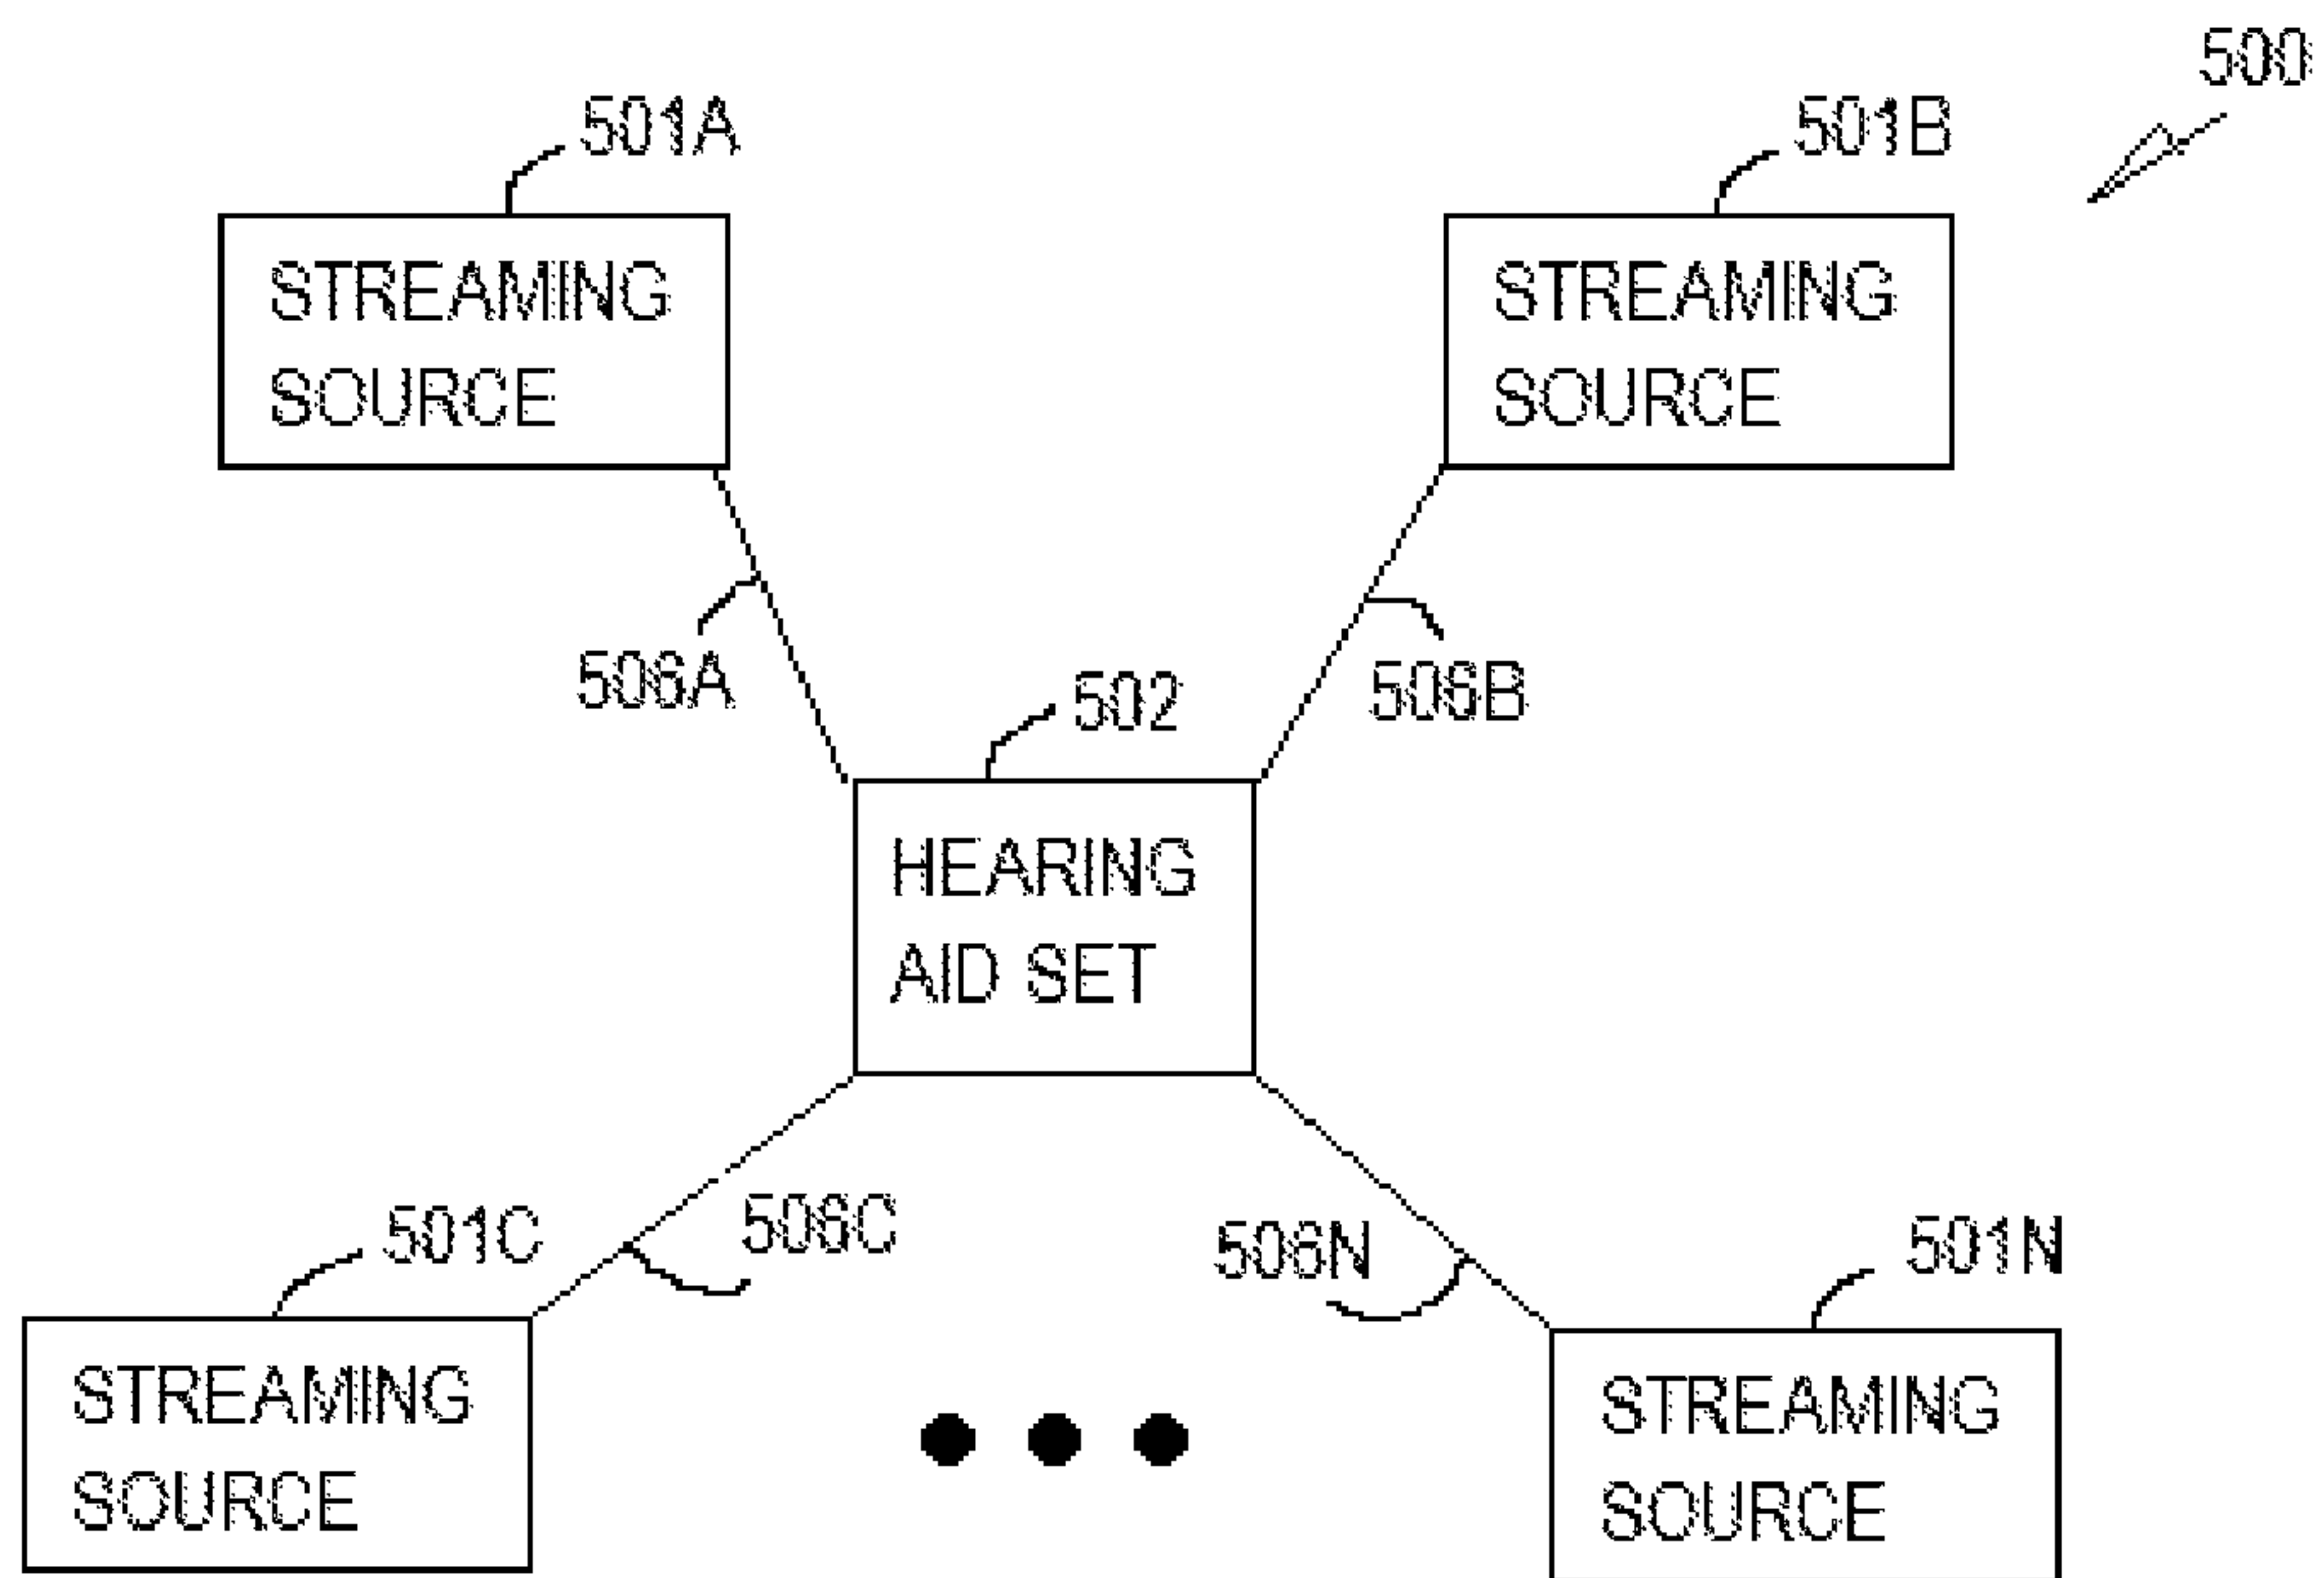 500
501A
501B
STREAMING
SOURCE
STREAMING
SOURCE
506A
502
506B
HEARING
AID SET
501C
506C
506N
501N
STREAMING
SOURCE
STREAMING
SOURCE